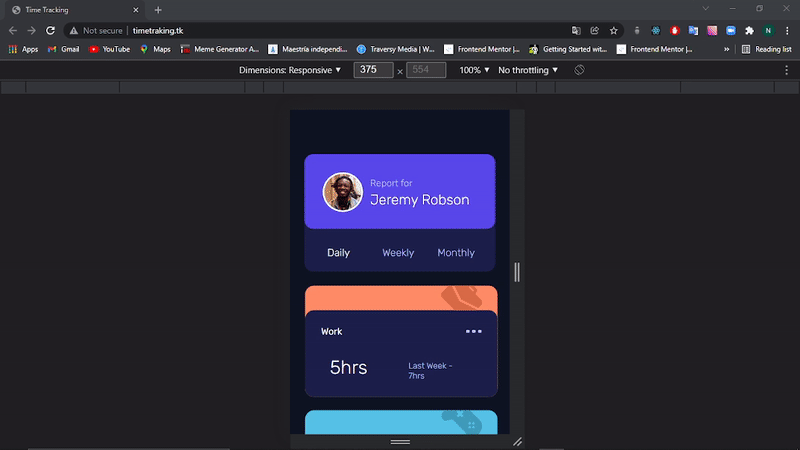 Time Tracking
Not secure | timetraking.tk
N
Apps Gmail YouTube Maps Meme Generator A... Maestría independi... Traversy Media | W... Frontend Mentor |... Getting Started wit... Frontend Mentor |... » Reading list
Dimensions: Responsive ▼ 375 × 554 100% ▼ No throttling ▼
Report for
Jeremy Robson
Daily Weekly Monthly
Work
5hrs
Last Week -
7hrs